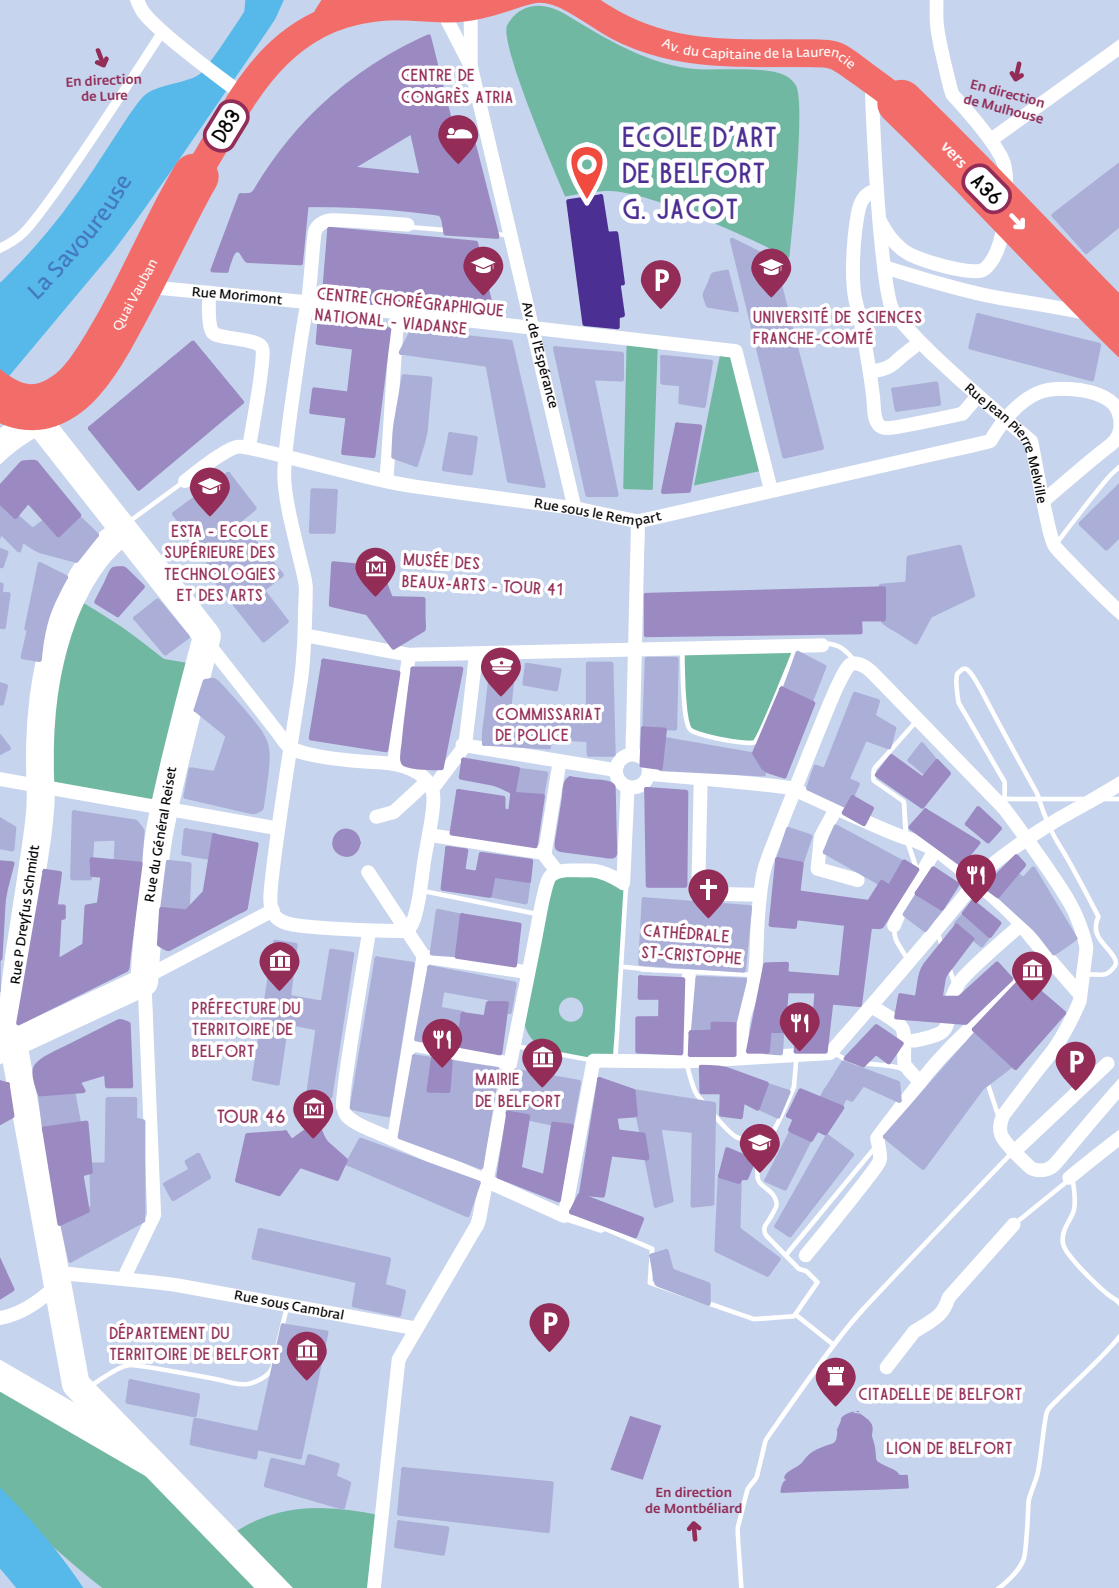 En direction
de Lure
D83
La Savoureuse
Quai Vauban
CENTRE DE
CONGRÈS ATRIA
Av. du Capitaine de la Laurencie
En direction
de Mulhouse
vers
A36
ECOLE D'ART
DE BELFORT
G. JACOT
P
Rue Morimont
CENTRE CHORÉGRAPHIQUE
NATIONAL - VIADANSE
Av. de l'Espérance
UNIVERSITÉ DE SCIENCES
FRANCHE-COMTÉ
Rue Jean Pierre Melville
Rue sous le Rempart
ESTA - ECOLE
SUPÉRIEURE DES
TECHNOLOGIES
ET DES ARTS
M
MUSÉE DES
BEAUX-ARTS - TOUR 41
COMMISSARIAT
DE POLICE
Rue du Général Reiset
Rue P Dreyfus Schmidt
CATHÉDRALE
ST-CRISTOPHE
PRÉFECTURE DU
TERRITOIRE DE
BELFORT
MAIRIE
DE BELFORT
P
TOUR 46
M
Rue sous Cambral
DÉPARTEMENT DU
TERRITOIRE DE BELFORT
P
CITADELLE DE BELFORT
LION DE BELFORT
En direction
de Montbéliard